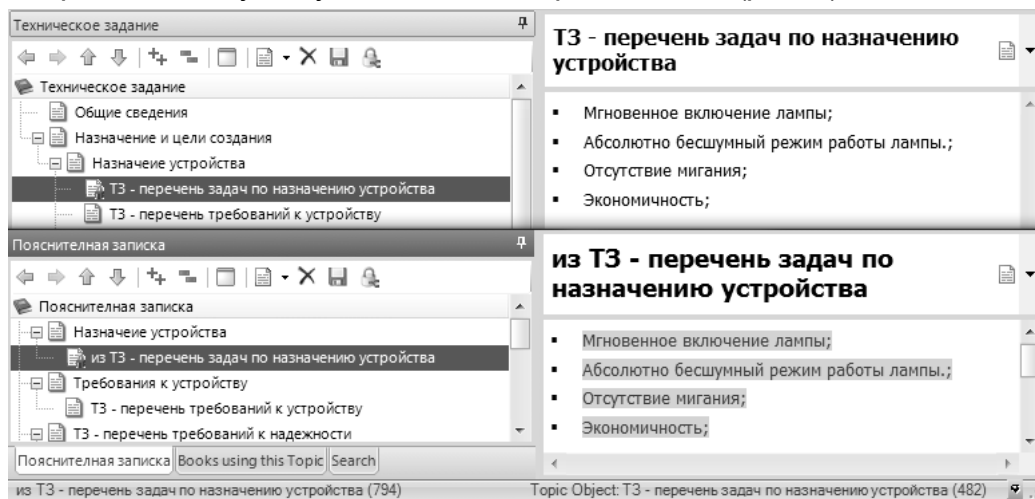 Техническое задание
Техническое задание
Общие сведения
Назначение и цели создания
Назначеие устройства
ТЗ - перечень задач по назначению устройства
ТЗ - перечень требований к устройству
ТЗ - перечень задач по назначению
устройства
Мгновенное включение лампы;
Абсолютно бесшумный режим работы лампы.;
Отсутствие мигания;
Экономичность;
Пояснителная записка
Пояснителная записка
Назначеие устройства
из ТЗ - перечень задач по назначению устройства
Требования к устройству
ТЗ - перечень требований к устройству
ТЗ - перечень требований к надежности
Пояснителная записка Books using this Topic Search
из ТЗ - перечень задач по
назначению устройства
Мгновенное включение лампы;
Абсолютно бесшумный режим работы лампы.;
Отсутствие мигания;
Экономичность;
из ТЗ - перечень задач по назначению устройства (794)
Topic Object: ТЗ - перечень задач по назначению устройства (482)